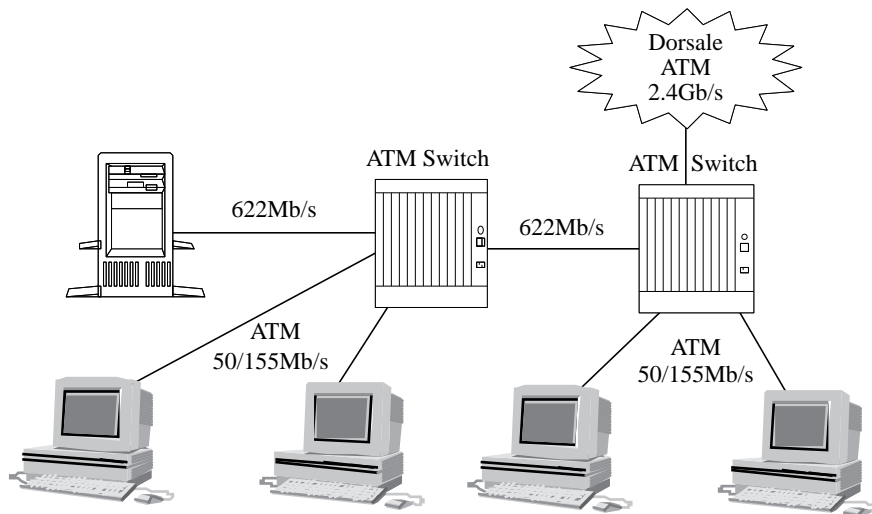 Dorsale
ATM
2.4Gb/s
ATM Switch
ATM Switch
622Mb/s
622Mb/s
ATM
50/155Mb/s
ATM
50/155Mb/s